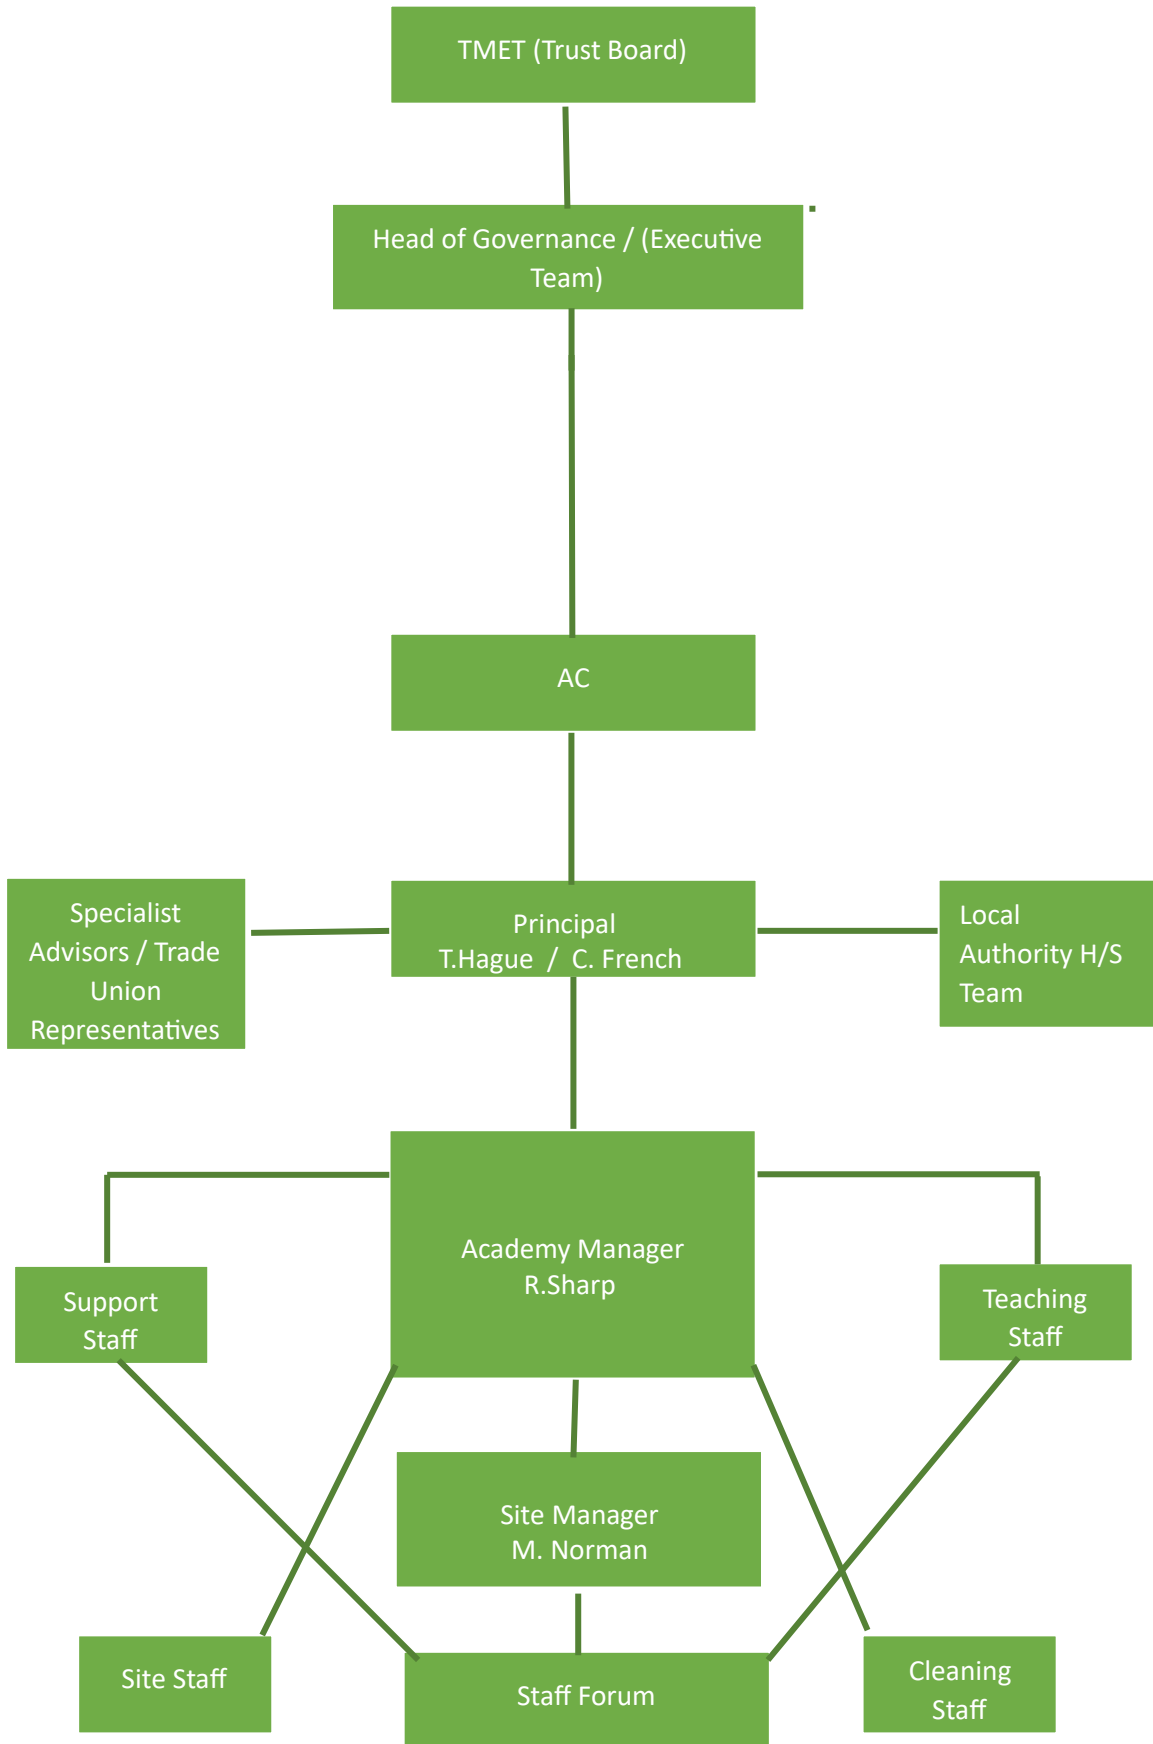 TMET (Trust Board)
Head of Governance / (Executive
Team)
AC
Specialist
Advisors / Trade
Union
Representatives
Principal
T.Hague / C. French
Local
Authority H/S
Team
Academy Manager
R.Sharp
Support
Staff
Teaching
Staff
Site Manager
M. Norman
Site Staff
Staff Forum
Cleaning
Staff